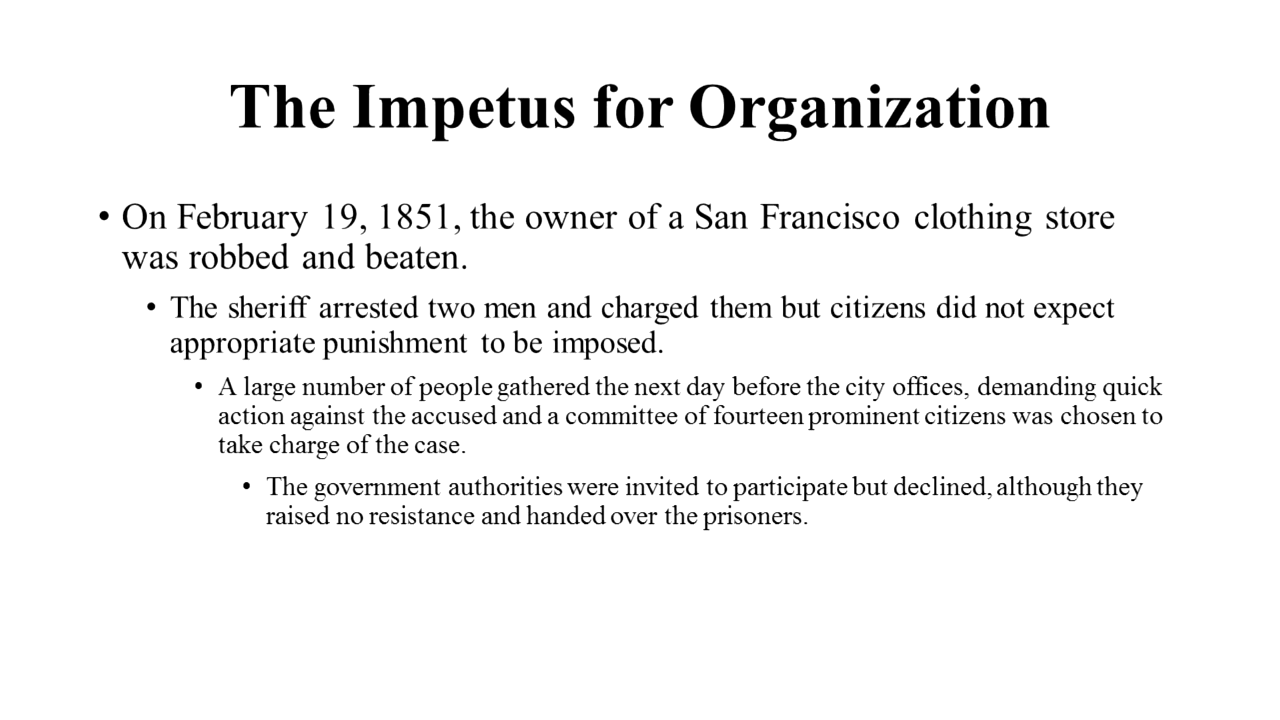 The Impetus for Organization
• On February 19, 1851, the owner of a San Francisco clothing store
was robbed and beaten.
• The sheriff arrested two men and charged them but citizens did not expect
appropriate punishment to be imposed.
• A large number of people gathered the next day before the city offices, demanding quick
action against the accused and a committee of fourteen prominent citizens was chosen to
take charge of the case.
• The government authorities were invited to participate but declined, although they
raised no resistance and handed over the prisoners.